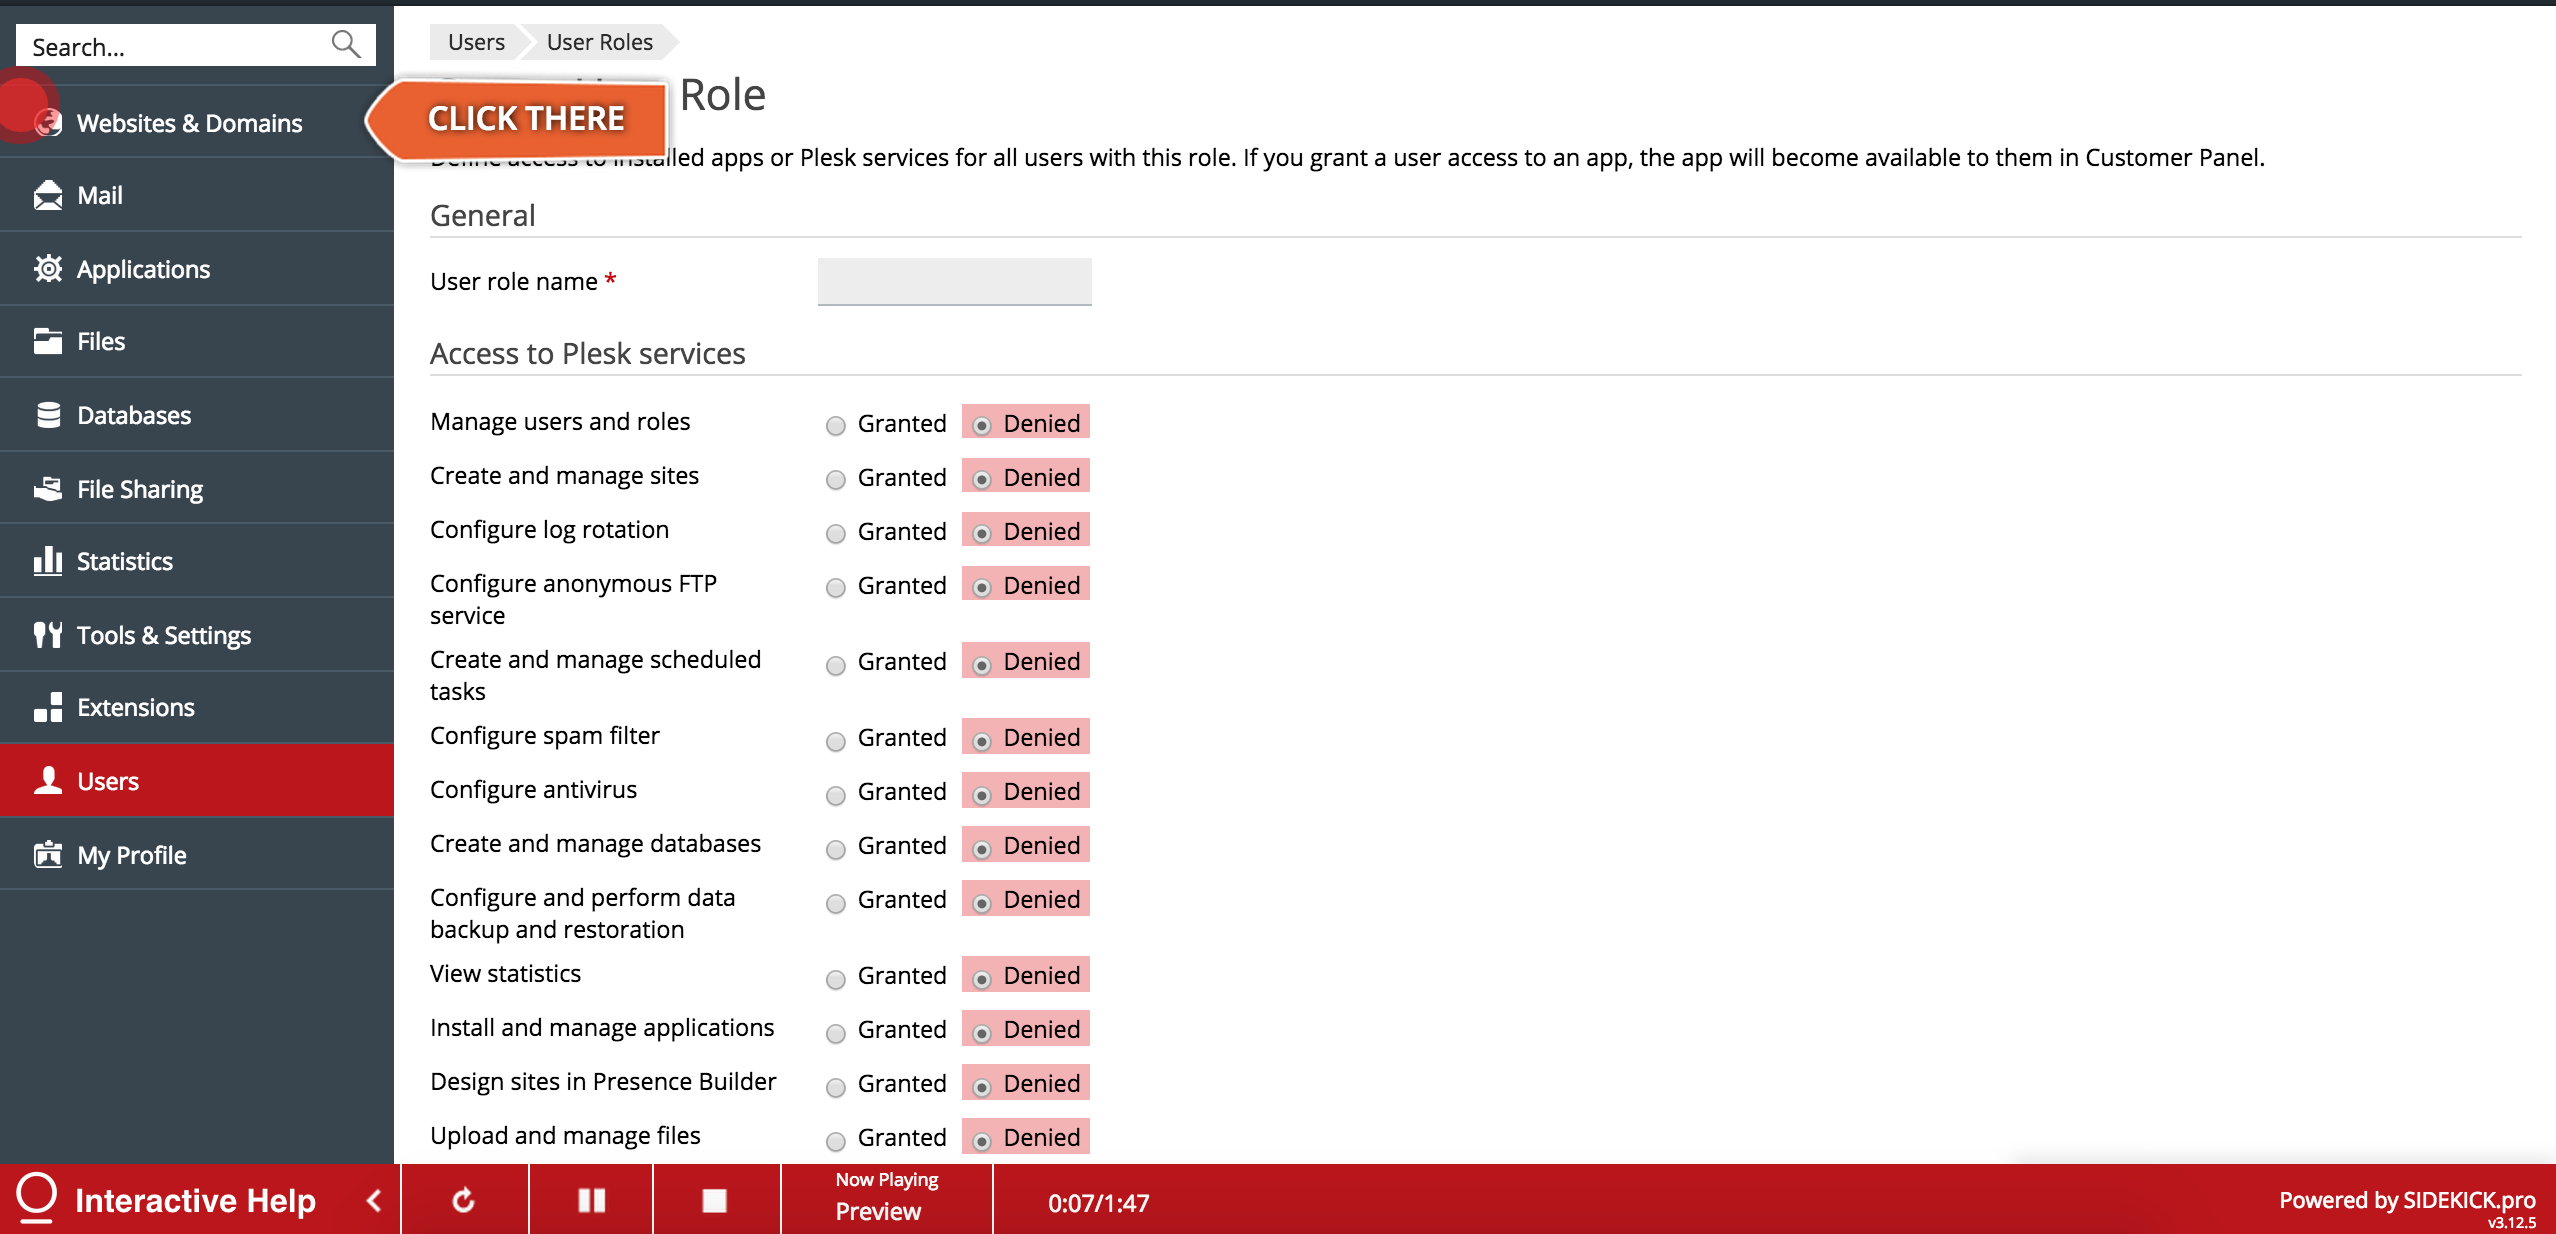 Search...
Users
User Roles
CLICK THERE
Role
Define access to installed apps or Plesk services for all users with this role. If you grant a user access to an app, the app will become available to them in Customer Panel.
Websites & Domains
Mail
Applications
Files
Databases
File Sharing
Statistics
Tools & Settings
Extensions
Users
My Profile
General
User role name *
Access to Plesk services
Manage users and roles Granted Denied
Create and manage sites Granted Denied
Configure log rotation Granted Denied
Configure anonymous FTP Granted Denied
service
Create and manage scheduled Granted Denied
tasks
Configure spam filter Granted Denied
Configure antivirus Granted Denied
Create and manage databases Granted Denied
Configure and perform data Granted Denied
backup and restoration
View statistics Granted Denied
Install and manage applications Granted Denied
Design sites in Presence Builder Granted Denied
Upload and manage files Granted Denied
Interactive Help
Now Playing
Preview
0:07/1:47
Powered by SIDEKICK.pro
v3.12.5